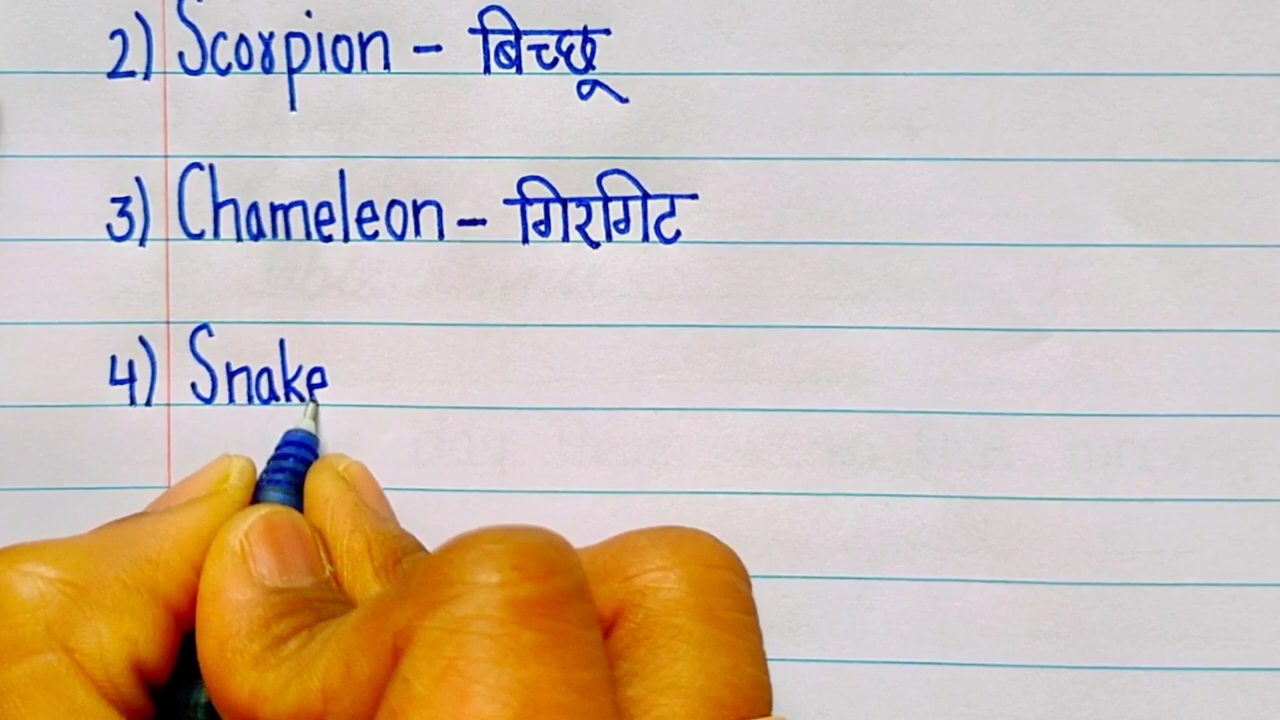 2) Scorpion - बिच्छू
3) Chameleon - गिरगिट
4) Snake